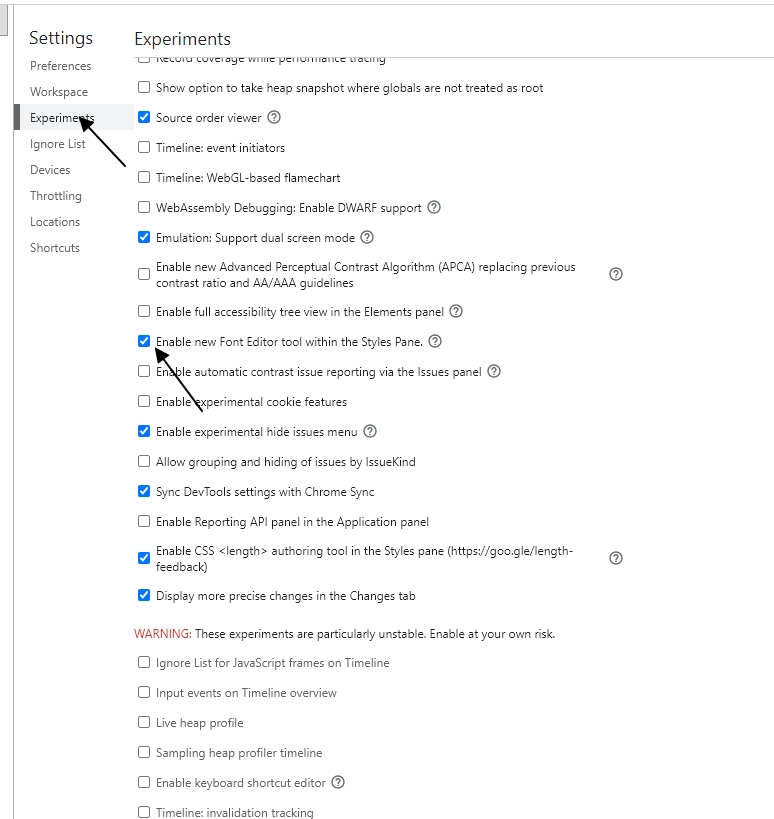 Settings
Preferences
Workspace
Experiments
Ignore List
Devices
Throttling
Locations
Shortcuts
Experiments
Record coverage while performance tracing
Show option to take heap snapshot where globals are not treated as root
Source order viewer
Timeline: event initiators
Timeline: WebGL-based flamechart
WebAssembly Debugging: Enable DWARF support
Emulation: Support dual screen mode
Enable new Advanced Perceptual Contrast Algorithm (APCA) replacing previous
contrast ratio and AA/AAA guidelines
Enable full accessibility tree view in the Elements panel
Enable new Font Editor tool within the Styles Pane.
Enable automatic contrast issue reporting via the Issues panel
Enable experimental cookie features
Enable experimental hide issues menu
Allow grouping and hiding of issues by IssueKind
Sync DevTools settings with Chrome Sync
Enable Reporting API panel in the Application panel
Enable CSS <length> authoring tool in the Styles pane (https://goo.gle/length-
feedback)
Display more precise changes in the Changes tab
WARNING: These experiments are particularly unstable. Enable at your own risk.
Ignore List for JavaScript frames on Timeline
Input events on Timeline overview
Live heap profile
Sampling heap profiler timeline
Enable keyboard shortcut editor
Timeline: invalidation tracking